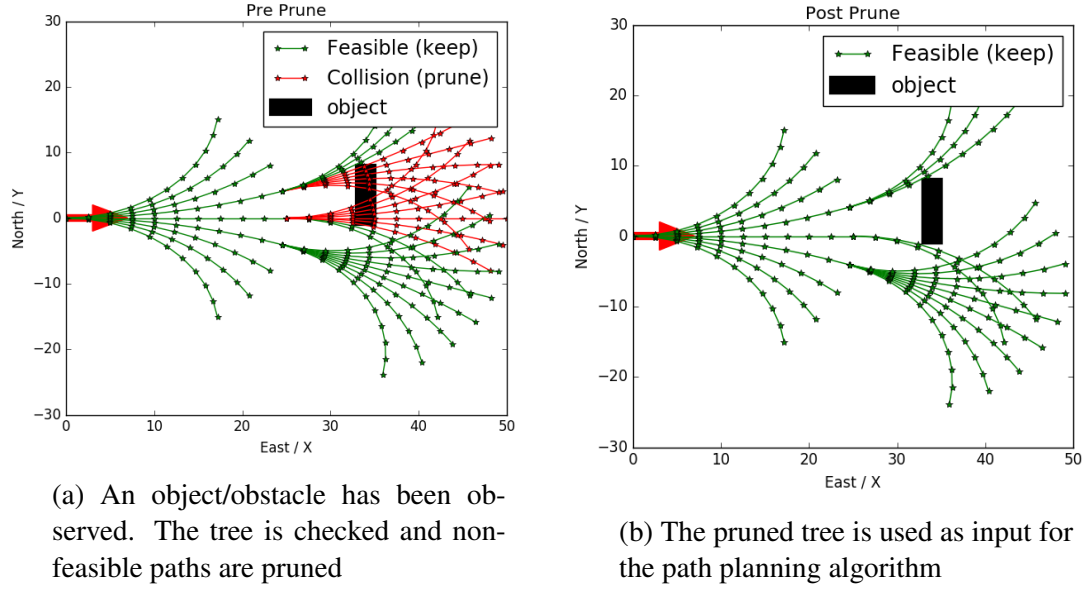 Pre Prune
30
20
10
0
−10
−20
−30
0 10 20 30 40 50
North / Y
East / X
Feasible (keep)
Collision (prune)
object
(a) An object/obstacle has been ob-
served. The tree is checked and non-
feasible paths are pruned
Post Prune
30
20
10
0
−10
−20
−30
0 10 20 30 40 50
North / Y
East / X
Feasible (keep)
object
(b) The pruned tree is used as input for
the path planning algorithm